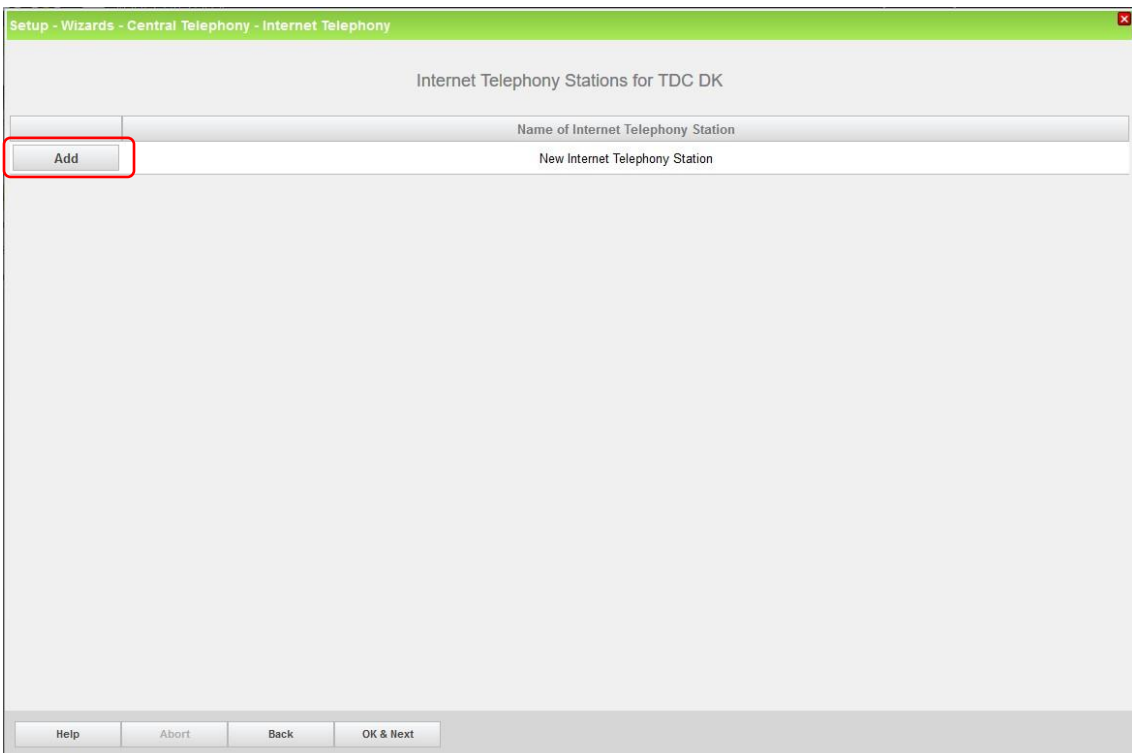 Setup - Wizards - Central Telephony - Internet Telephony
Internet Telephony Stations for TDC DK
Name of Internet Telephony Station
Add New Internet Telephony Station
Help Abort Back OK & Next